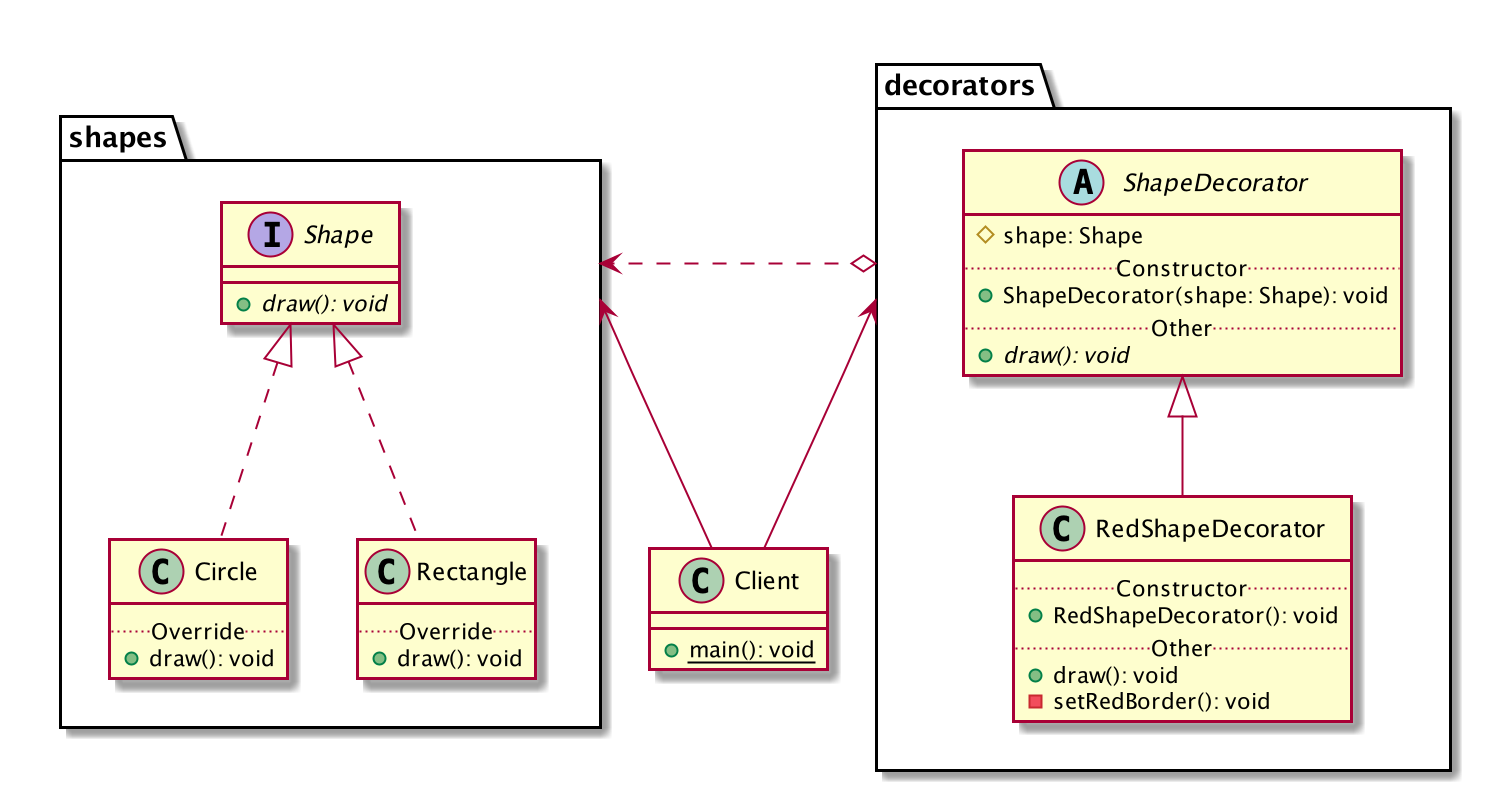 shapes
I Shape
draw(): void
C Circle
Override
draw(): void
C Rectangle
Override
draw(): void
C Client
main(): void
decorators
A ShapeDecorator
shape: Shape
Constructor
ShapeDecorator(shape: Shape): void
Other
draw(): void
C RedShapeDecorator
Constructor
RedShapeDecorator(): void
Other
draw(): void
setRedBorder(): void